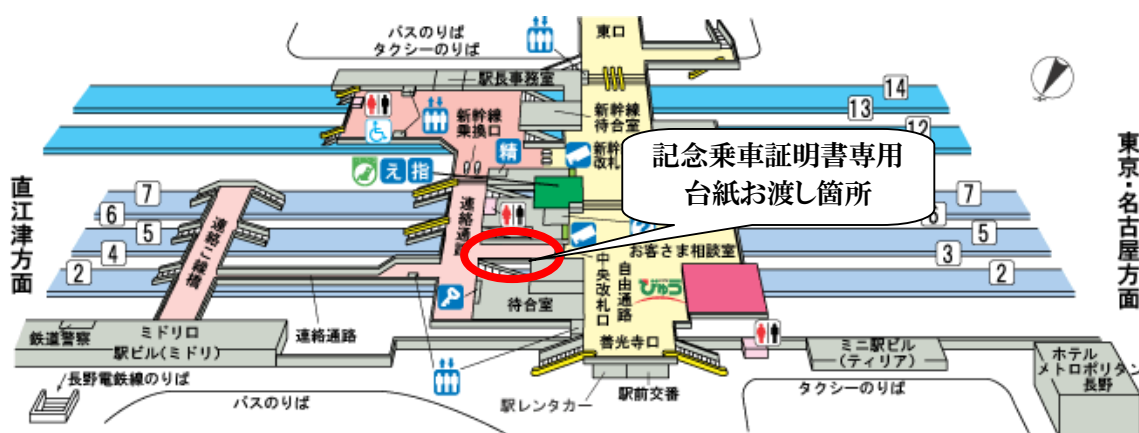 バスのりば
タクシーのりば
東口
駅長事務室
14
13
12
新幹線
乗換口
新幹線
待合室
精
新幹
改札
記念乗車証明書専用
台紙お渡し箇所
え
指
直江津方面
東京・名古屋方面
7
6
5
4
2
連絡こ線橋
連絡通
7
5
3
2
お客さま相談室
中央改札口
自由通路
びゅう
待合室
連絡通路
善光寺口
鉄道警察
ミドリ口
駅ビル(ミドリ)
長野電鉄線のりば
バスのりば
駅レンタカー
駅前交番
ミニ駅ビル
(ティリア)
タクシーのりば
ホテル
メトロポリタン
長野